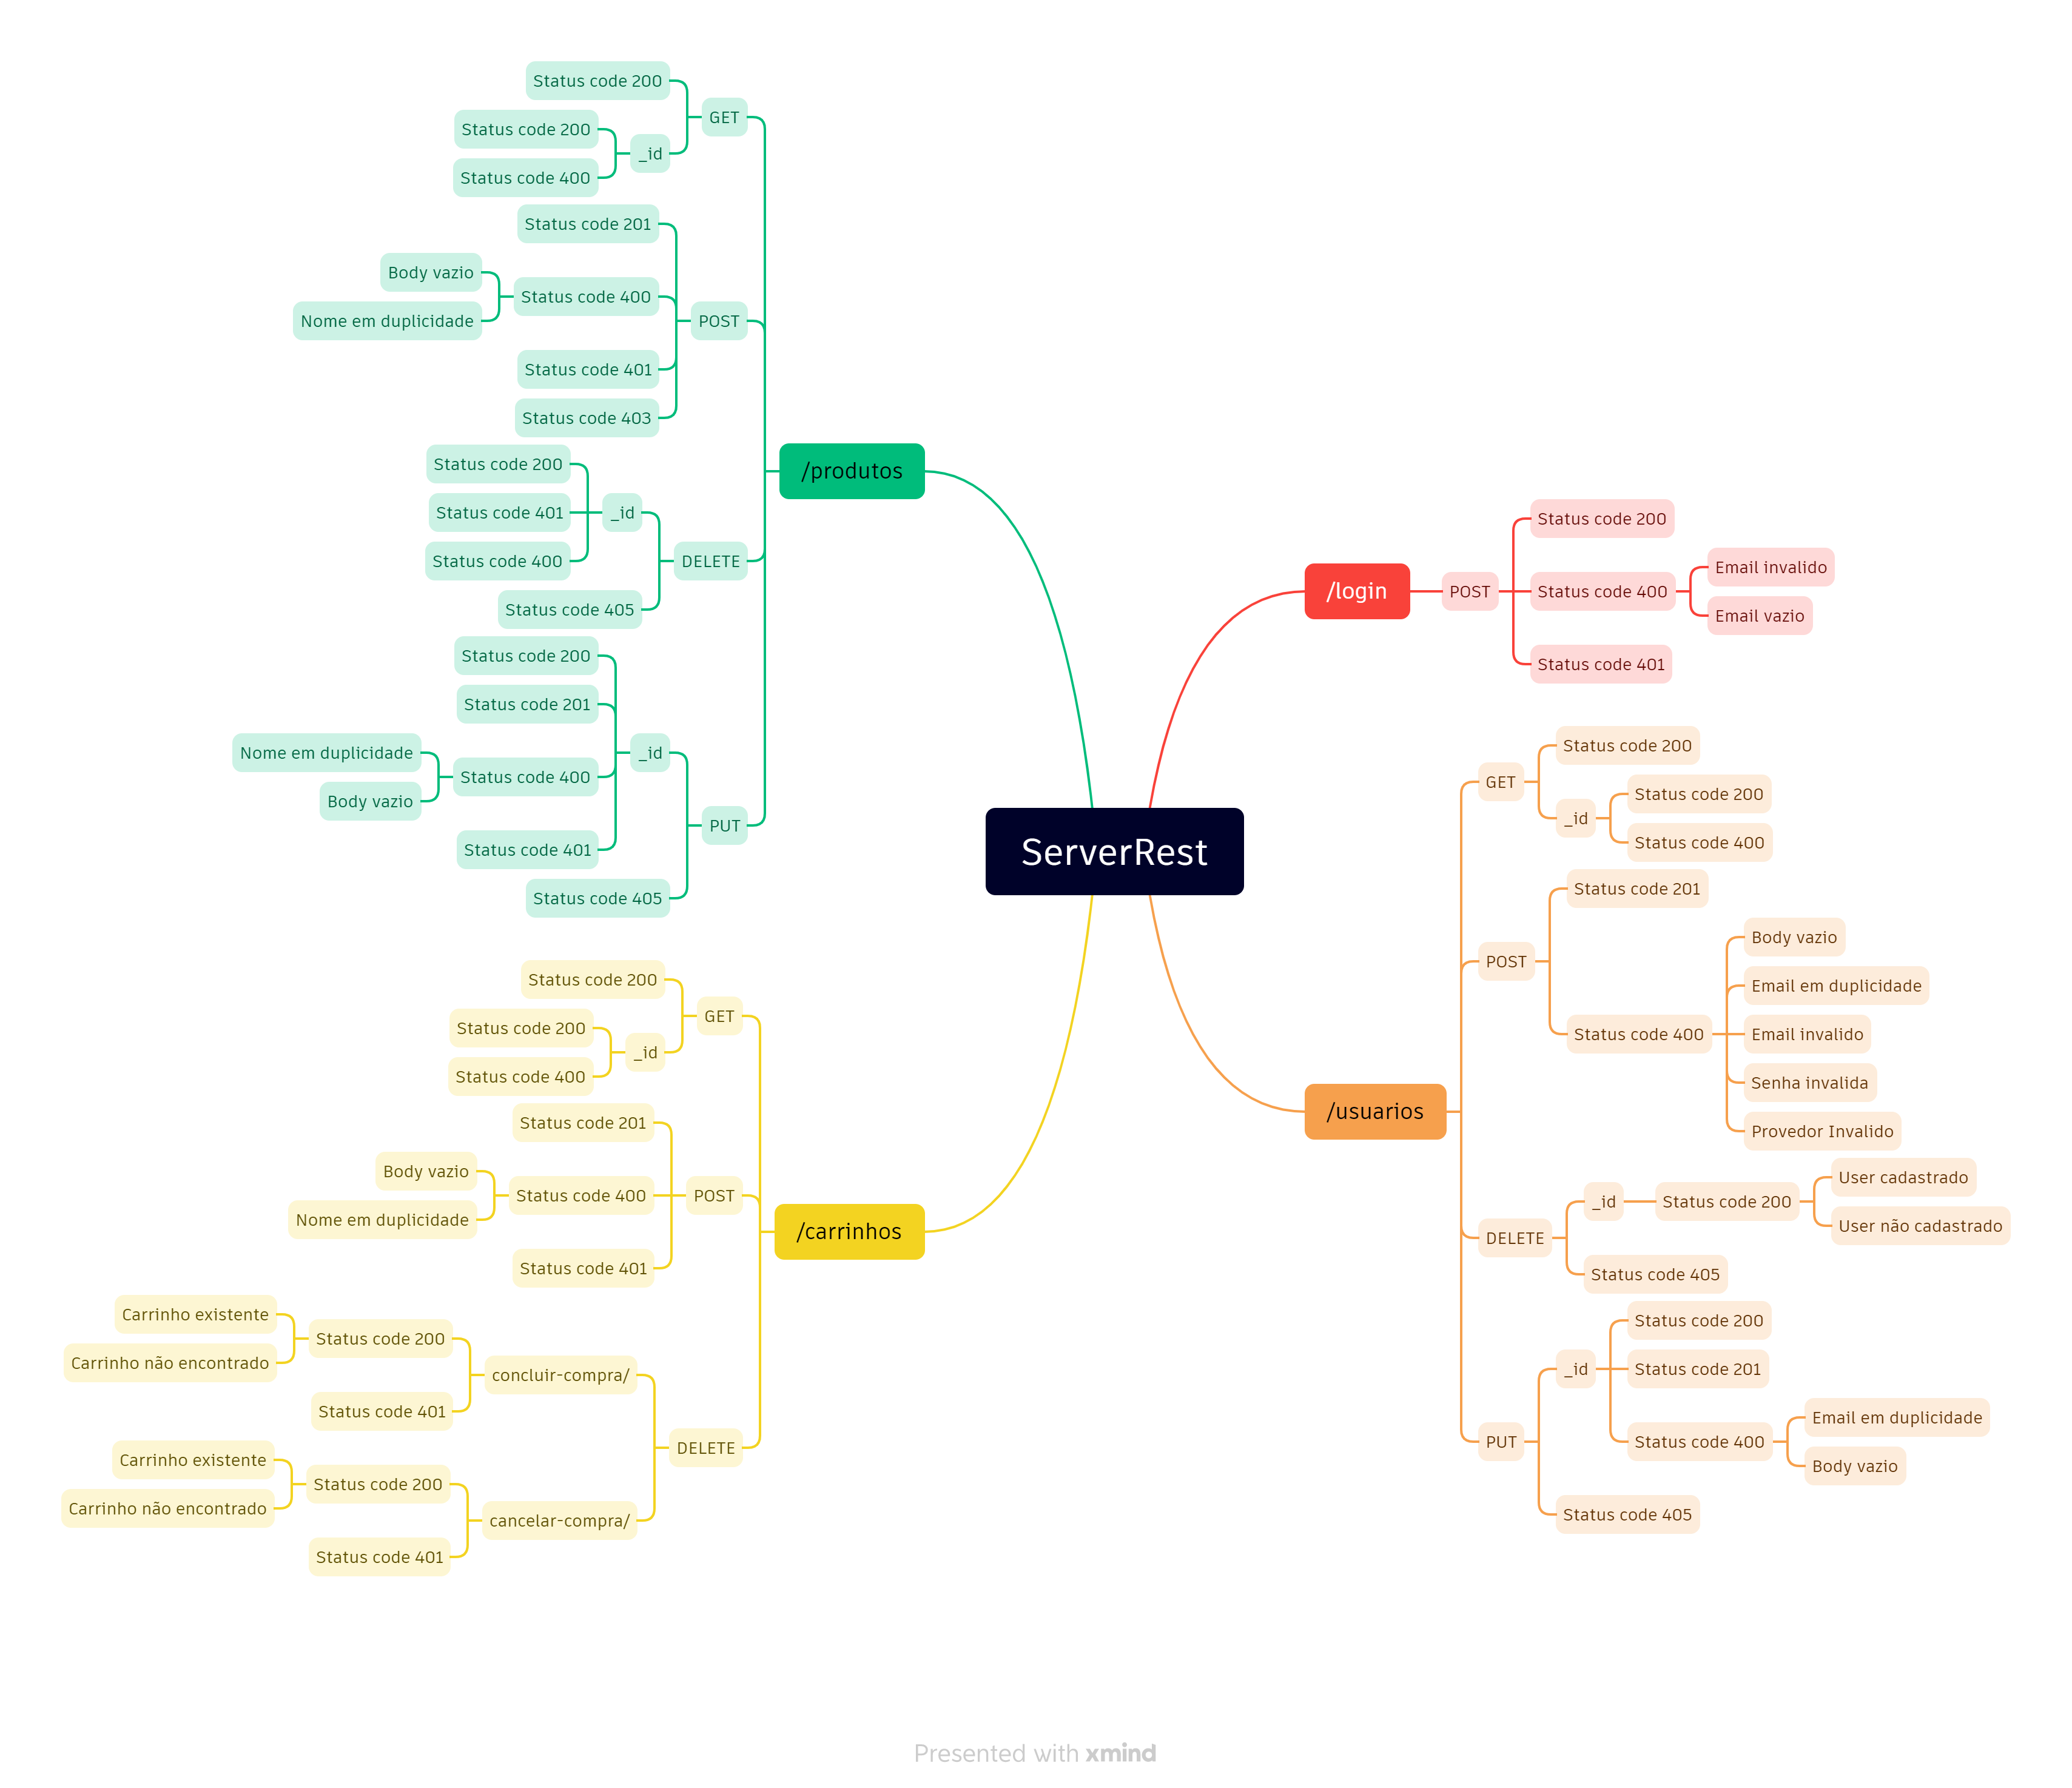 ServerRest
/produtos
GET
Status code 200
_id
Status code 200
Status code 400
POST
Status code 201
Status code 400
Body vazio
Nome em duplicidade
Status code 401
Status code 403
DELETE
_id
Status code 200
Status code 401
Status code 400
Status code 405
PUT
_id
Status code 200
Status code 201
Status code 400
Nome em duplicidade
Body vazio
Status code 401
Status code 405
/carrinhos
GET
Status code 200
_id
Status code 200
Status code 400
POST
Status code 201
Status code 400
Body vazio
Nome em duplicidade
Status code 401
DELETE
concluir-compra/
Status code 200
Carrinho existente
Carrinho não encontrado
Status code 401
cancelar-compra/
Status code 200
Carrinho existente
Carrinho não encontrado
Status code 401
/login
POST
Status code 200
Status code 400
Email invalido
Email vazio
Status code 401
/usuarios
GET
Status code 200
_id
Status code 200
Status code 400
POST
Status code 201
Status code 400
Body vazio
Email em duplicidade
Email invalido
Senha invalida
Provedor Invalido
DELETE
_id
Status code 200
User cadastrado
User não cadastrado
Status code 405
PUT
_id
Status code 200
Status code 201
Status code 400
Email em duplicidade
Body vazio
Status code 405
Presented with xmind